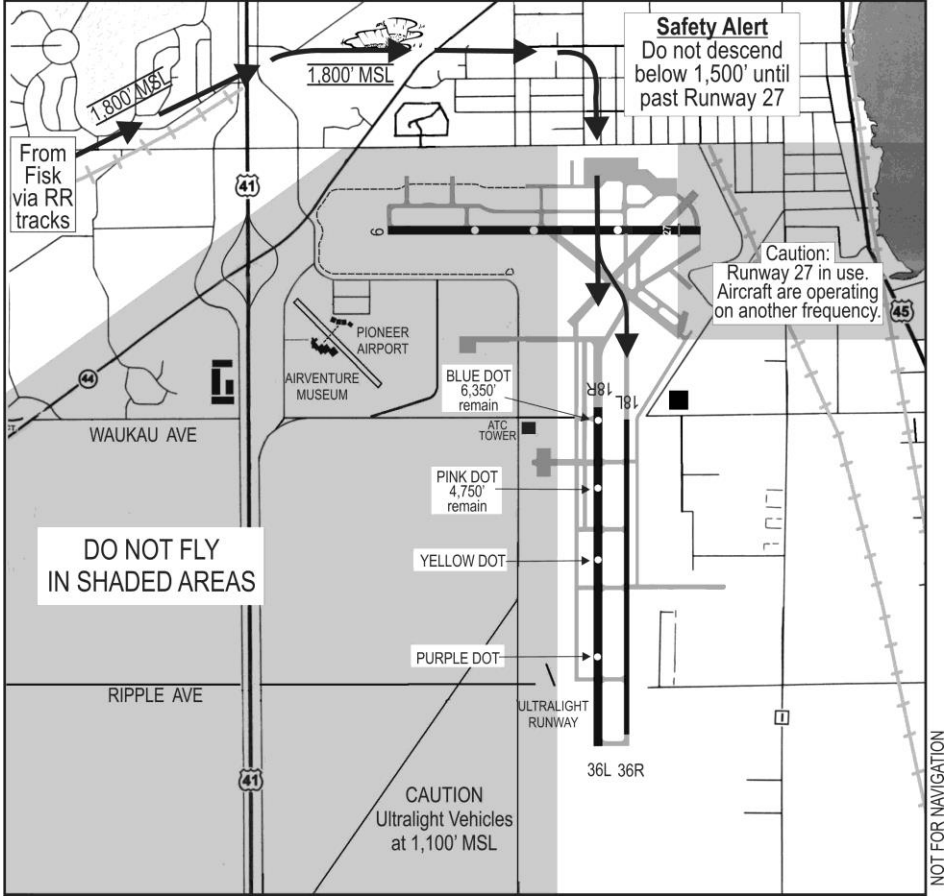 Safety Alert
Do not descend
below 1,500' until
past Runway 27
1,800' MSL
1,800' MSL
From
Fisk
via RR
tracks
41
9
27
Caution:
Runway 27 in use.
Aircraft are operating
on another frequency.
45
PIONEER
AIRPORT
AIRVENTURE
MUSEUM
44
BLUE DOT
6,350'
remain
18R
18L
WAUKAU AVE
ATC
TOWER
PINK DOT
4,750'
remain
DO NOT FLY
IN SHADED AREAS
YELLOW DOT
PURPLE DOT
RIPPLE AVE
ULTRALIGHT
RUNWAY
I
36L 36R
41
CAUTION
Ultralight Vehicles
at 1,100' MSL
NOT FOR NAVIGATION